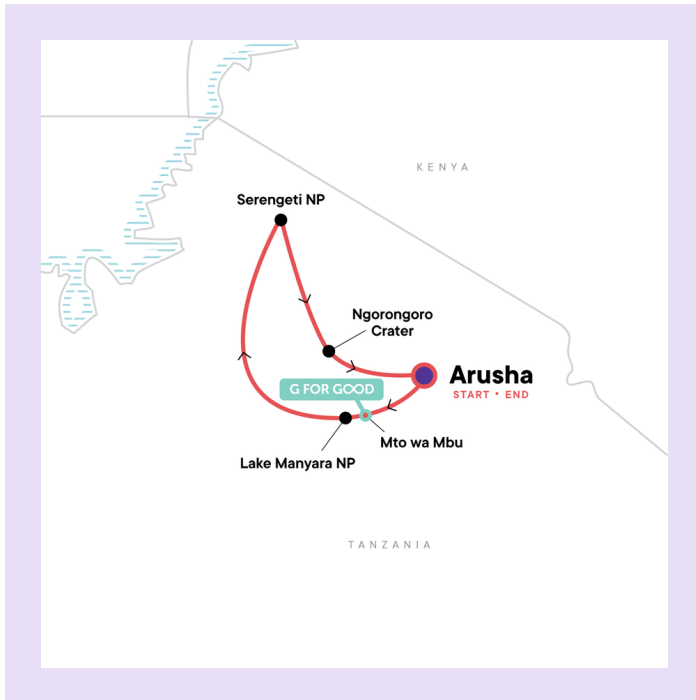 KENYA
Serengeti NP
Ngorongoro
Crater
Arusha
START • END
G FOR GOOD
Mto wa Mbu
Lake Manyara NP
TANZANIA